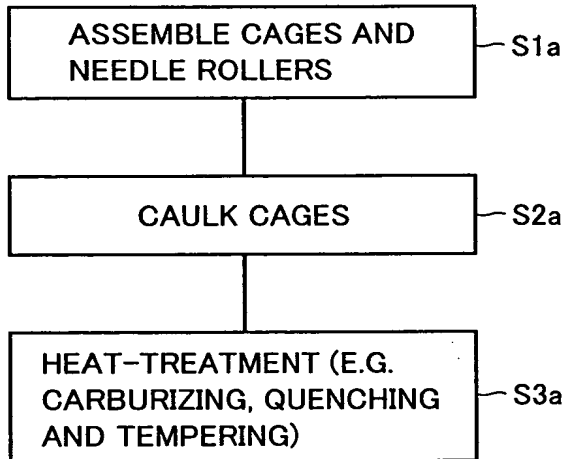 ASSEMBLE CAGES AND
NEEDLE ROLLERS
S1a
CAULK CAGES
S2a
HEAT-TREATMENT (E.G.
CARBURIZING, QUENCHING
AND TEMPERING)
S3a